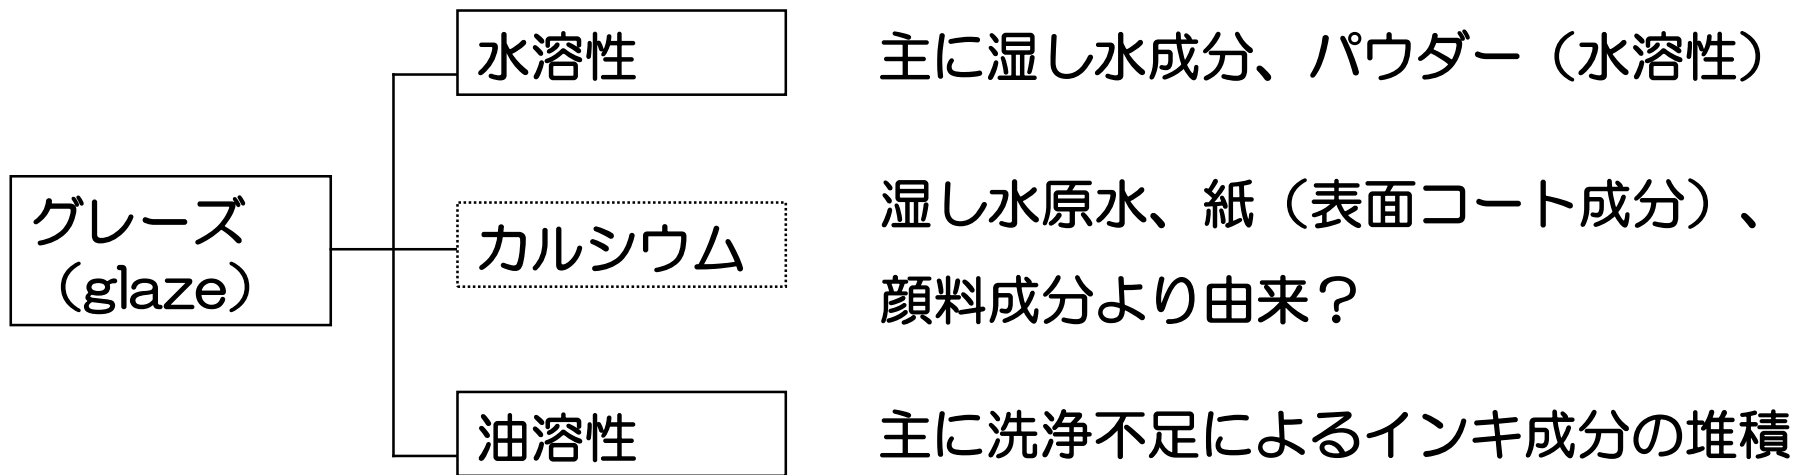 水溶性 主に湿し水成分、パウダー（水溶性）
グレーズ
（glaze）
カルシウム 湿し水原水、紙（表面コート成分）、
顔料成分より由来？
油溶性 主に洗浄不足によるインキ成分の堆積